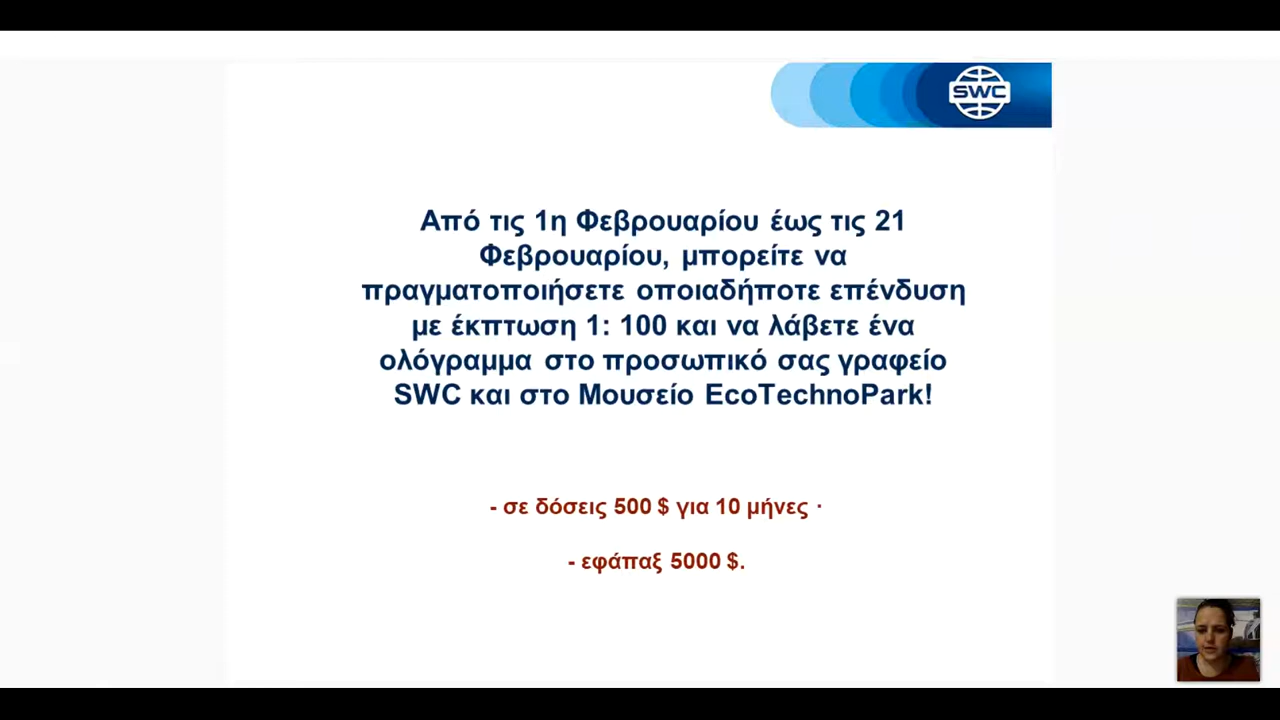 SWC
Από τις 1η Φεβρουαρίου έως τις 21
Φεβρουαρίου, μπορείτε να
πραγματοποιήσετε οποιαδήποτε επένδυση
με έκπτωση 1: 100 και να λάβετε ένα
ολόγραμμα στο προσωπικό σας γραφείο
SWC και στο Μουσείο EcoTechnoPark!
- σε δόσεις 500 $ για 10 μήνες ·
- εφάπαξ 5000 $.